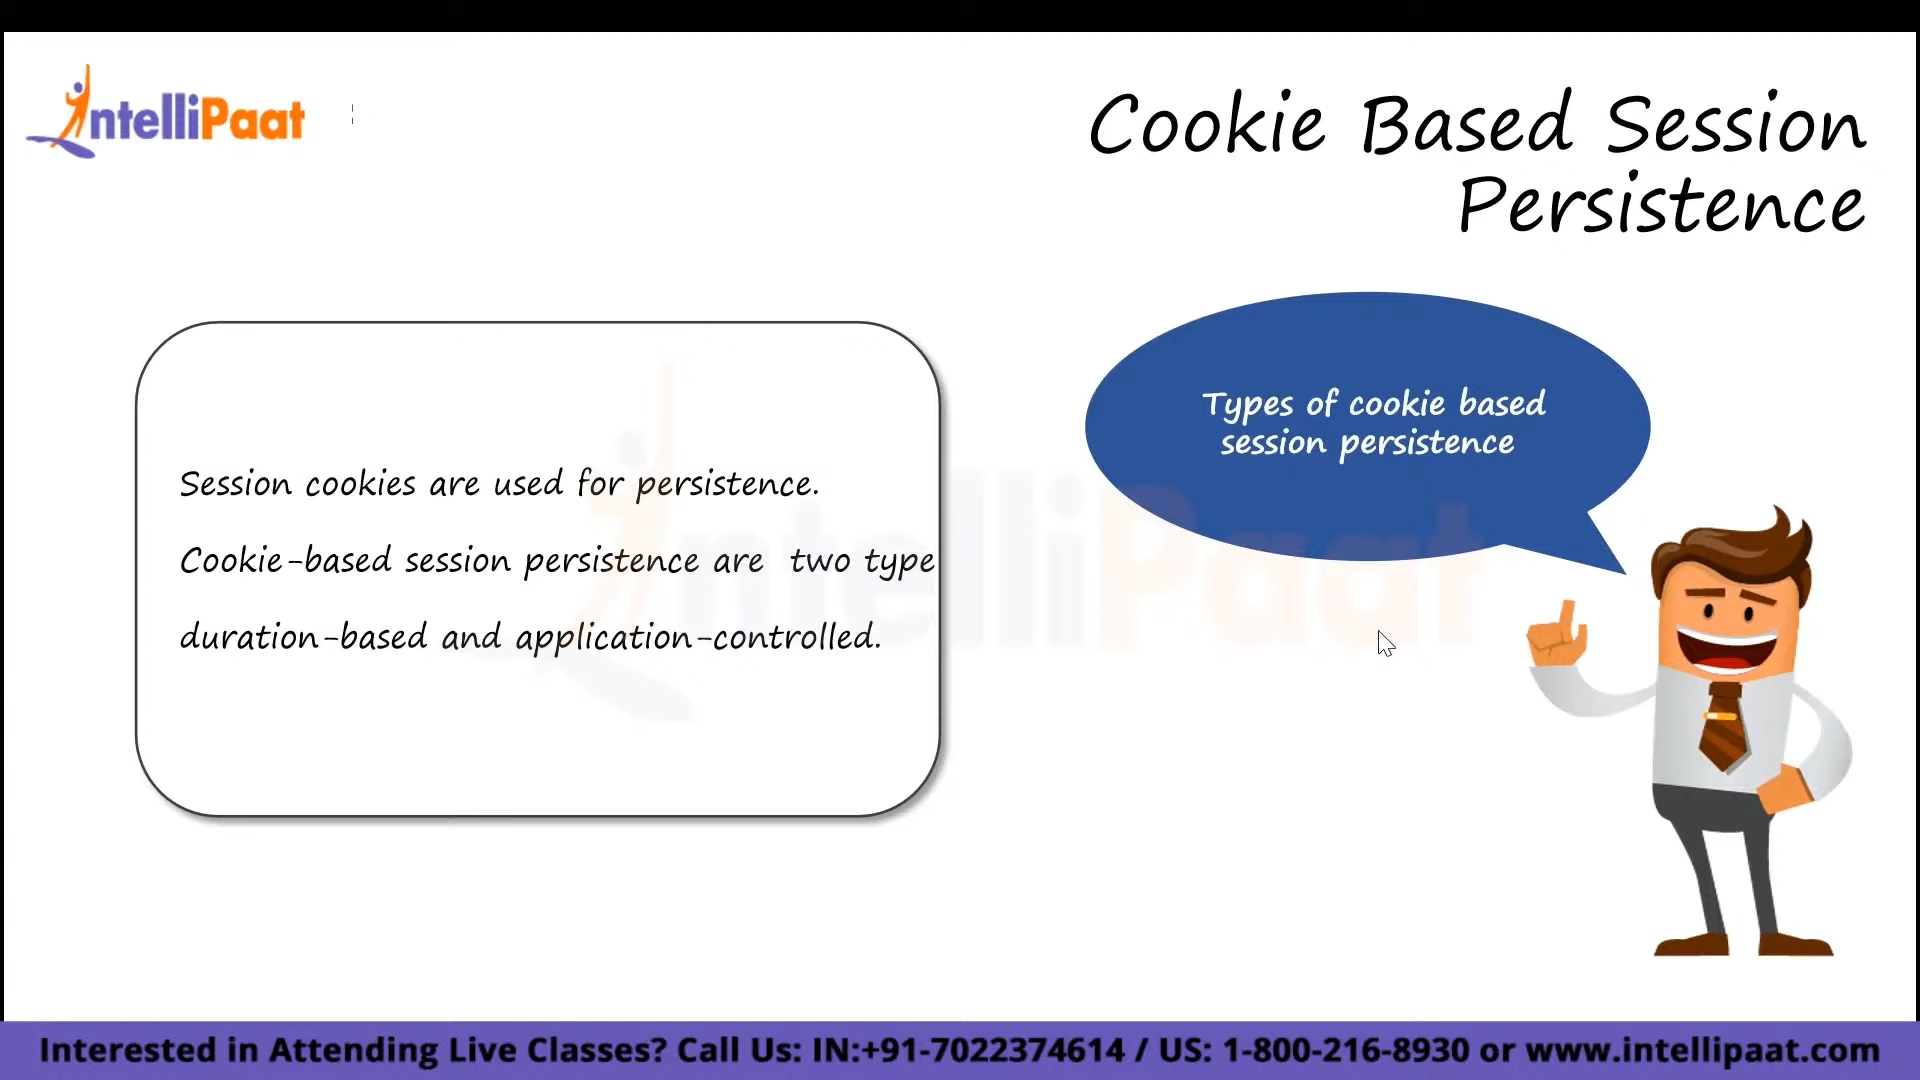 IntelliPaat
Cookie Based Session
Persistence
Types of cookie based
session persistence
Session cookies are used for persistence.
Cookie-based session persistence are two type
duration-based and application-controlled.
IntelliPaat
Interested in Attending Live Classes? Call Us: IN:+91-7022374614 / US: 1-800-216-8930 or www.intellipaat.com